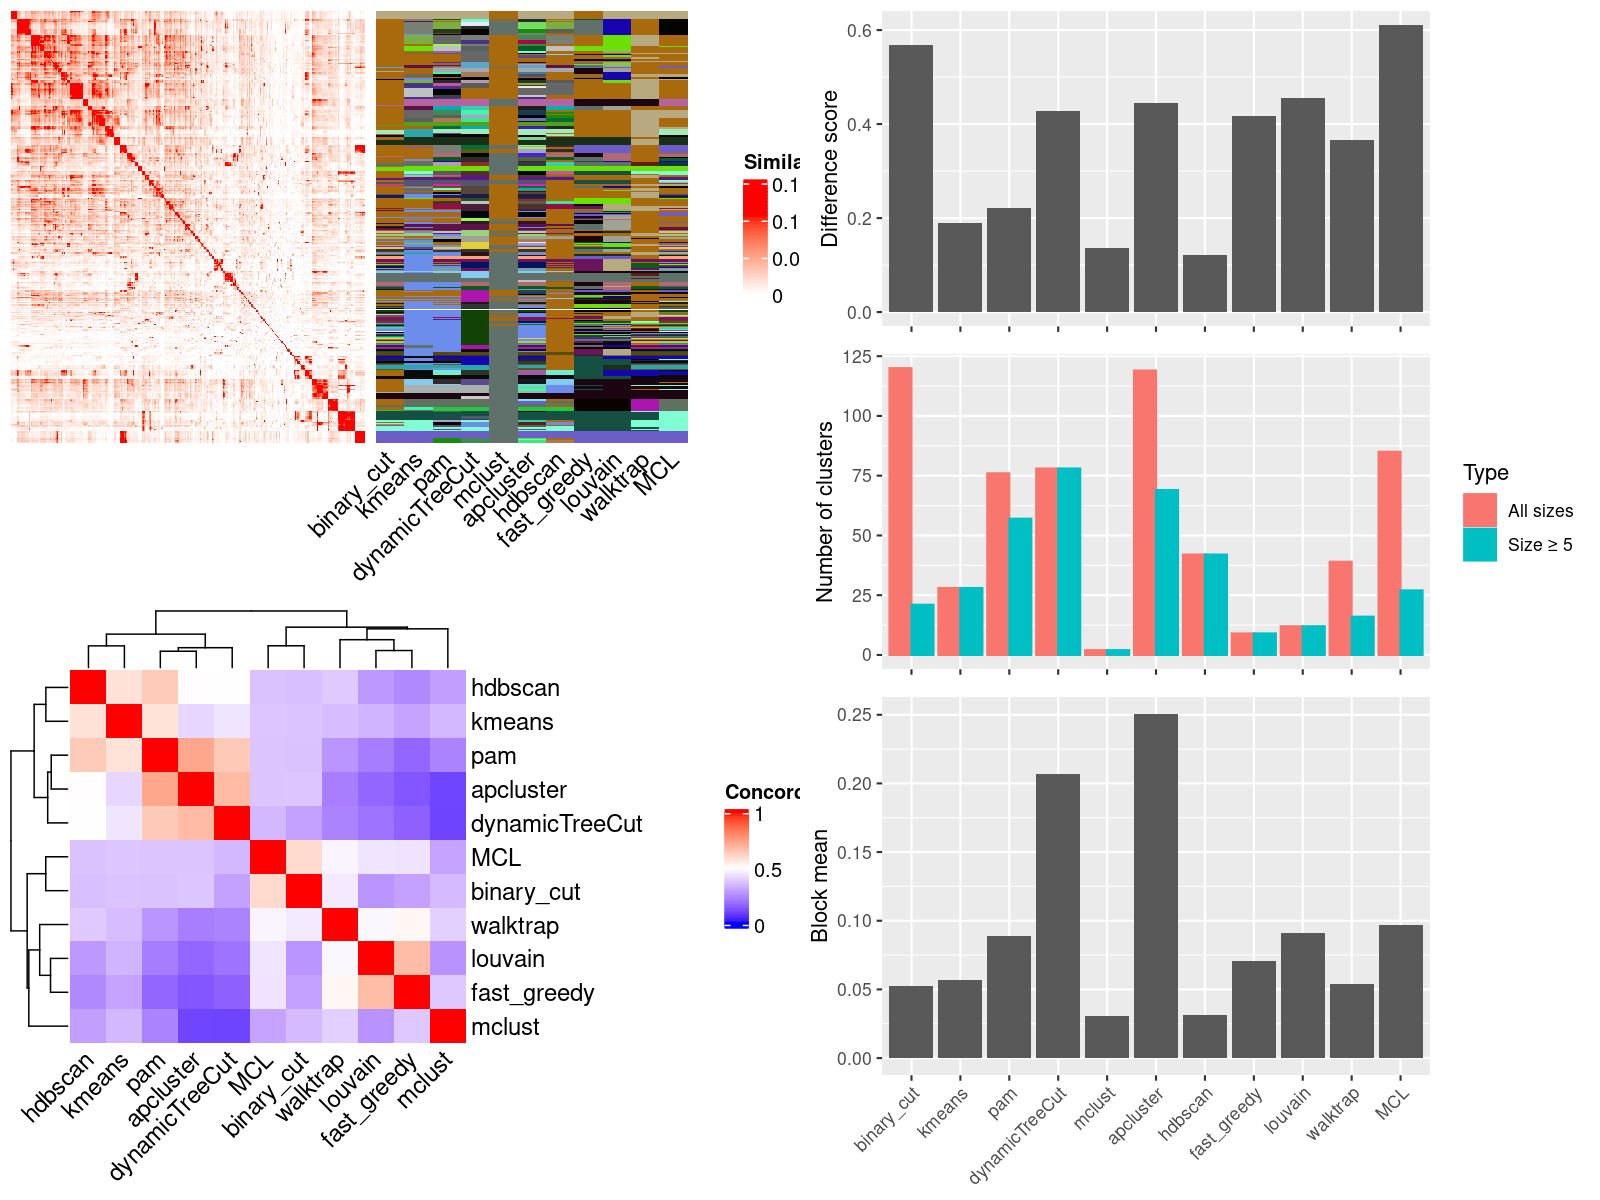 Simila
0.1
0.1
0.0
0
binary_cut
kmeans
pam
dynamicTreeCut
mclust
apcluster
hdbscan
fast_greedy
louvain
walktrap
MCL
hdbscan
kmeans
pam
apcluster
dynamicTreeCut
MCL
binary_cut
walktrap
louvain
fast_greedy
mclust
hdbscan
kmeans
pam
apcluster
dynamicTreeCut
MCL
binary_cut
walktrap
louvain
fast_greedy
mclust
Concord
1
0.5
0
Difference score
0.6
0.4
0.2
0.0
Number of clusters
125
100
75
50
25
0
Type
All sizes
Size ≥ 5
Block mean
0.25
0.20
0.15
0.10
0.05
0.00
binary_cut
kmeans
pam
dynamicTreeCut
mclust
apcluster
hdbscan
fast_greedy
louvain
walktrap
MCL